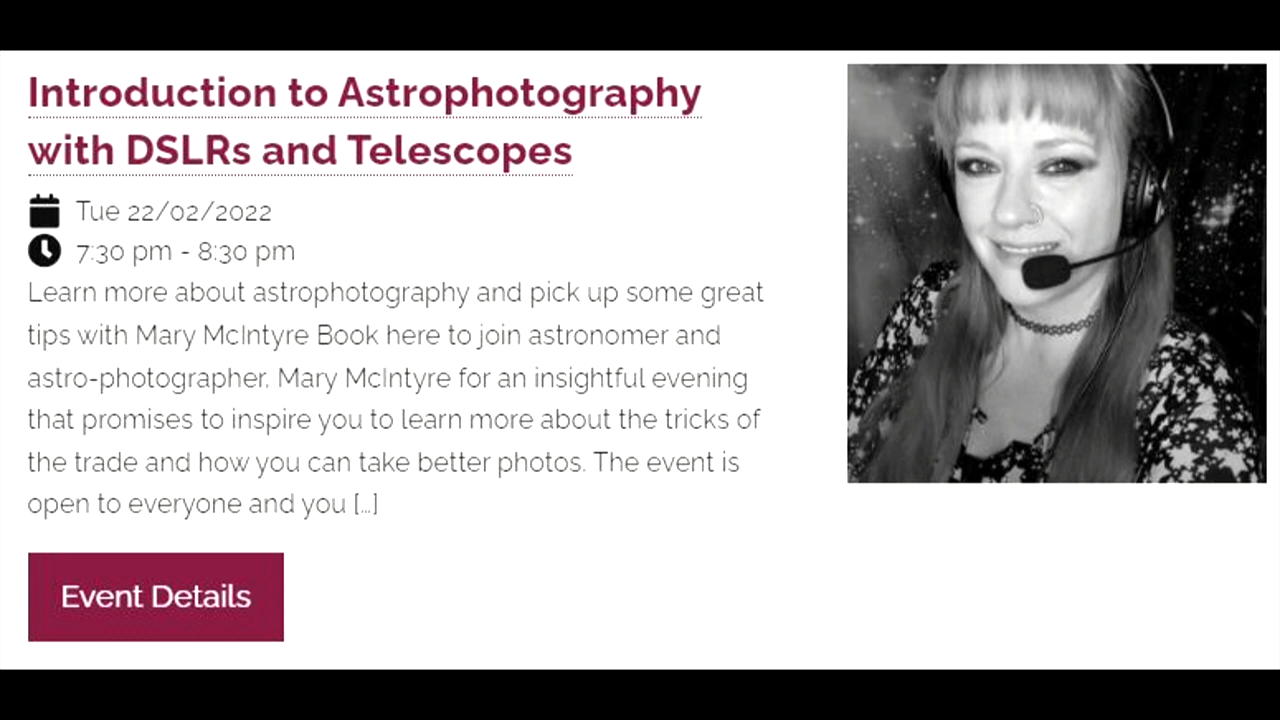 Introduction to Astrophotography
with DSLRs and Telescopes
Tue 22/02/2022
7:30 pm - 8:30 pm
Learn more about astrophotography and pick up some great
tips with Mary McIntyre Book here to join astronomer and
astro-photographer, Mary McIntyre for an insightful evening
that promises to inspire you to learn more about the tricks of
the trade and how you can take better photos. The event is
open to everyone and you […]
Event Details